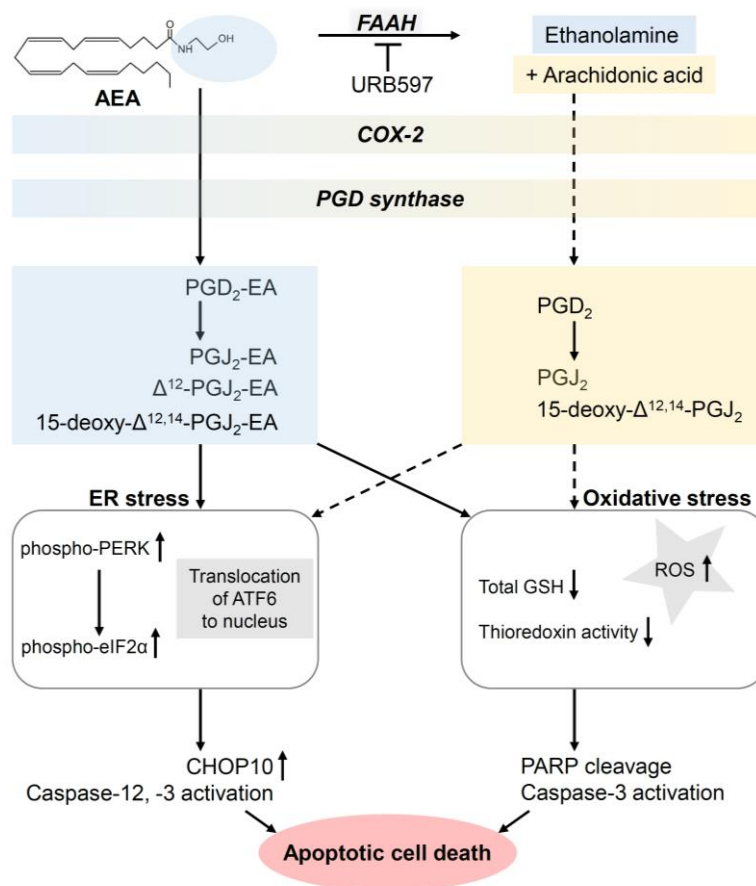 O
NH
OH
AEA
FAAH
URB597
Ethanolamine
+ Arachidonic acid
COX-2
PGD synthase
PGD₂-EA
PGJ₂-EA
Δ¹²-PGJ₂-EA
15-deoxy-Δ¹²,¹⁴-PGJ₂-EA
PGD₂
PGJ₂
15-deoxy-Δ¹²,¹⁴-PGJ₂
ER stress
phospho-PERK
phospho-eIF2α
Translocation
of ATF6
to nucleus
Oxidative stress
ROS
Total GSH
Thioredoxin activity
CHOP10
Caspase-12, -3 activation
PARP cleavage
Caspase-3 activation
Apoptotic cell death